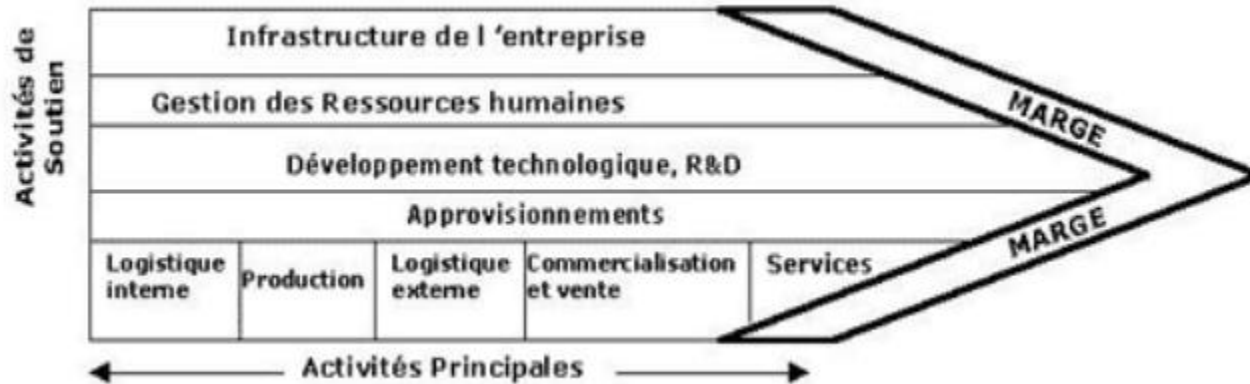 Activités de
Soutien
Infrastructure de l 'entreprise
Gestion des Ressources humaines
Développement technologique, R&D
Approvisionnements
Logistique
interne
Production
Logistique
externe
Commercialisation
et vente
Services
MARGE
MARGE
Activités Principales